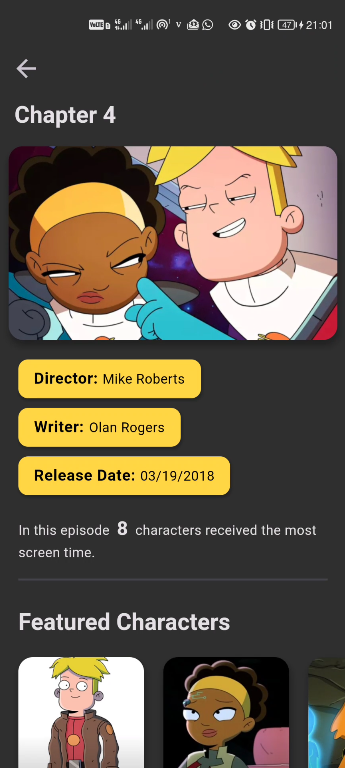 VoLTE 4G 4G V 47 21:01
Chapter 4
Director: Mike Roberts
Writer: Olan Rogers
Release Date: 03/19/2018
In this episode 8 characters received the most
screen time.
Featured Characters